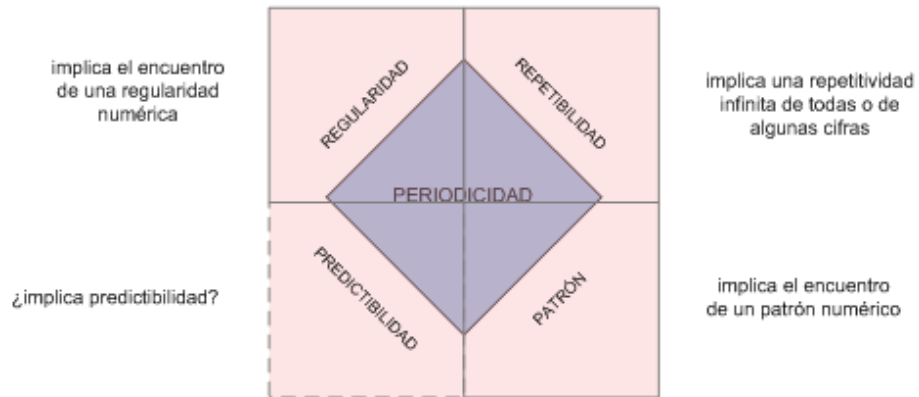 implica el encuentro
de una regularidad
numérica
REGULARIDAD
REPETIBILIDAD
implica una repetitividad
infinita de todas o de
algunas cifras
PERIODICIDAD
¿implica predictibilidad?
PREDICTIBILIDAD
PATRÓN
implica el encuentro
de un patrón numérico